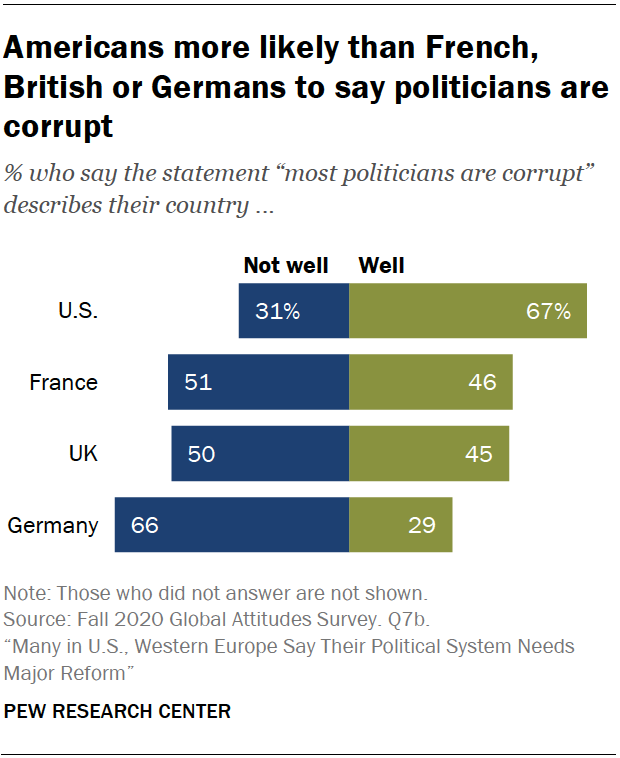 Americans more likely than French,
British or Germans to say politicians are
corrupt
% who say the statement “most politicians are corrupt”
describes their country ...
Not well Well
U.S. 31% 67%
France 51 46
UK 50 45
Germany 66 29
Note: Those who did not answer are not shown.
Source: Fall 2020 Global Attitudes Survey. Q7b.
“Many in U.S., Western Europe Say Their Political System Needs
Major Reform”
PEW RESEARCH CENTER